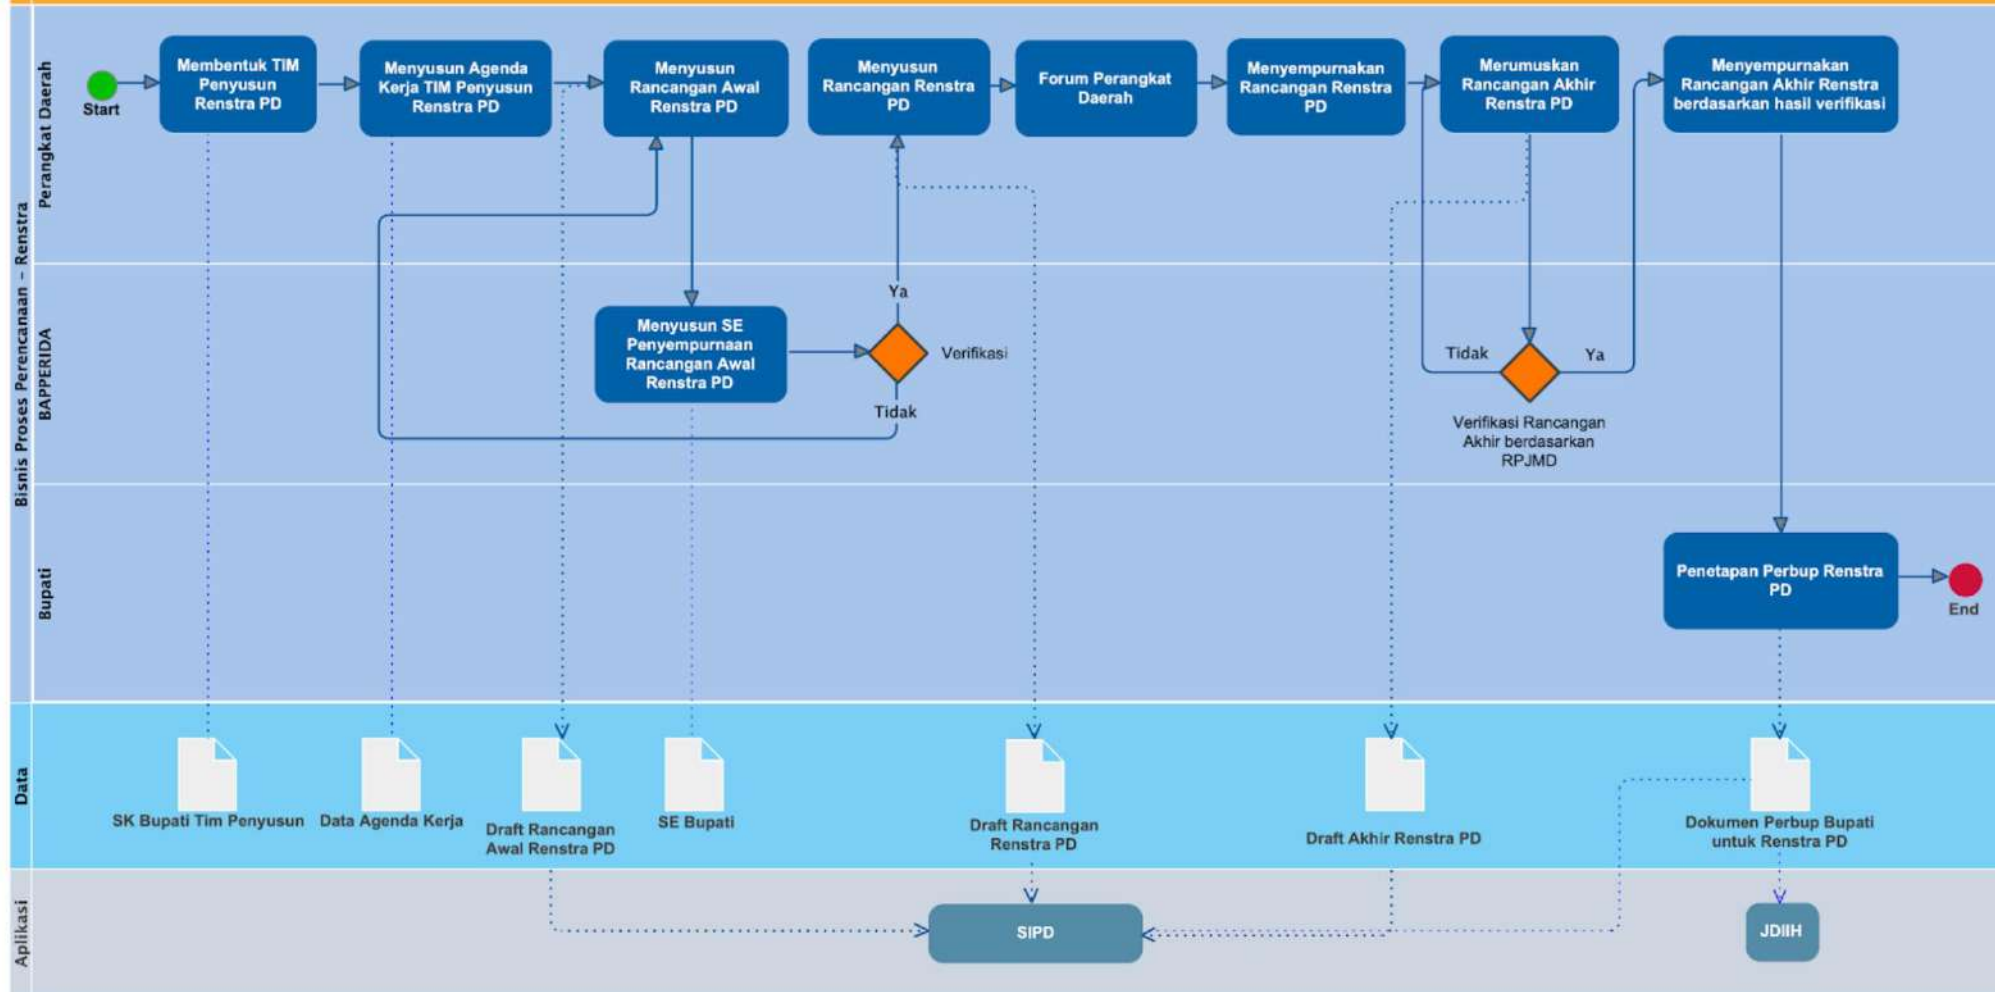 Bisnis Proses Perencanaan - Renstra
Perangkat Daerah
Start
Membentuk TIM
Penyusun
Renstra PD
Menyusun Agenda
Kerja TIM Penyusun
Renstra PD
Menyusun
Rancangan Awal
Renstra PD
Menyusun
Rancangan Renstra
PD
Forum Perangkat
Daerah
Menyempurnakan
Rancangan Renstra
PD
Merumuskan
Rancangan Akhir
Renstra PD
Menyempurnakan
Rancangan Akhir Renstra
berdasarkan hasil verifikasi
BAPPERIDA
Menyusun SE
Penyempurnaan
Rancangan Awal
Renstra PD
Ya
Verifikasi
Tidak
Tidak
Ya
Verifikasi Rancangan
Akhir berdasarkan
RPJMD
Bupati
Penetapan Perbup Renstra
PD
End
Data
SK Bupati Tim Penyusun
Data Agenda Kerja
Draft Rancangan
Awal Renstra PD
SE Bupati
Draft Rancangan
Renstra PD
Draft Akhir Renstra PD
Dokumen Perbup Bupati
untuk Renstra PD
Aplikasi
SIPD
JDIIH